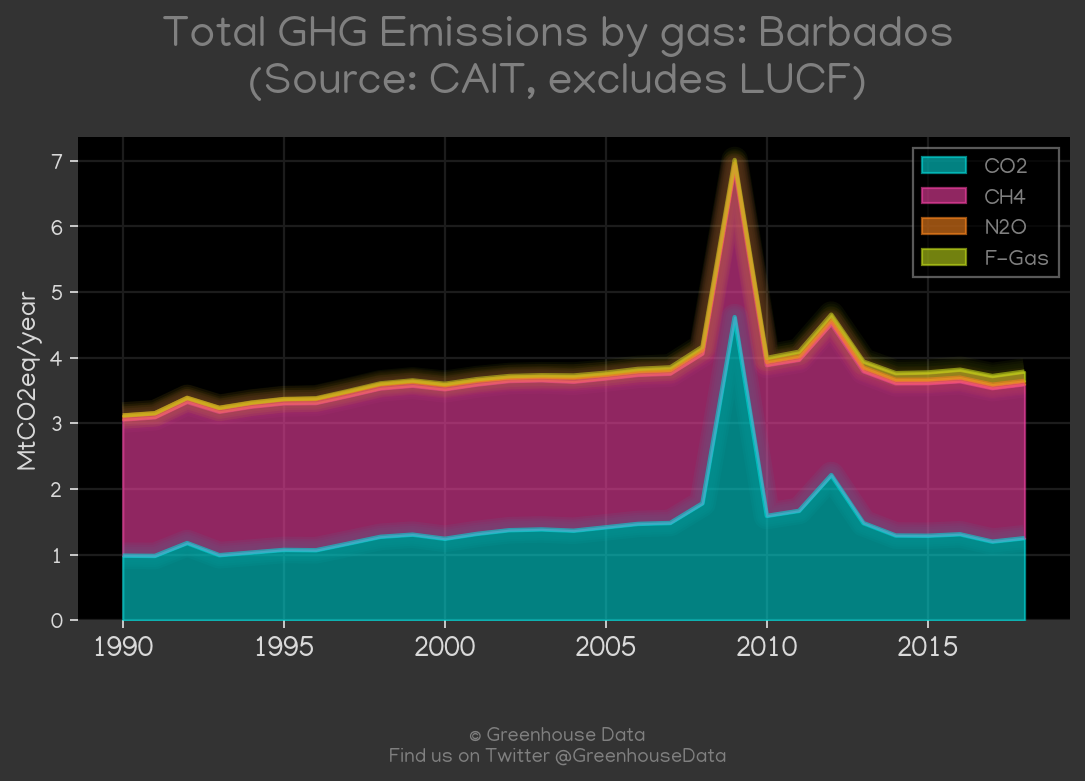 Total GHG Emissions by gas: Barbados
(Source: CAIT, excludes LUCF)
CO2
CH4
N2O
F-Gas
MtCO2eq/year
7
6
5
4
3
2
1
0
1990 1995 2000 2005 2010 2015
© Greenhouse Data
Find us on Twitter @GreenhouseData